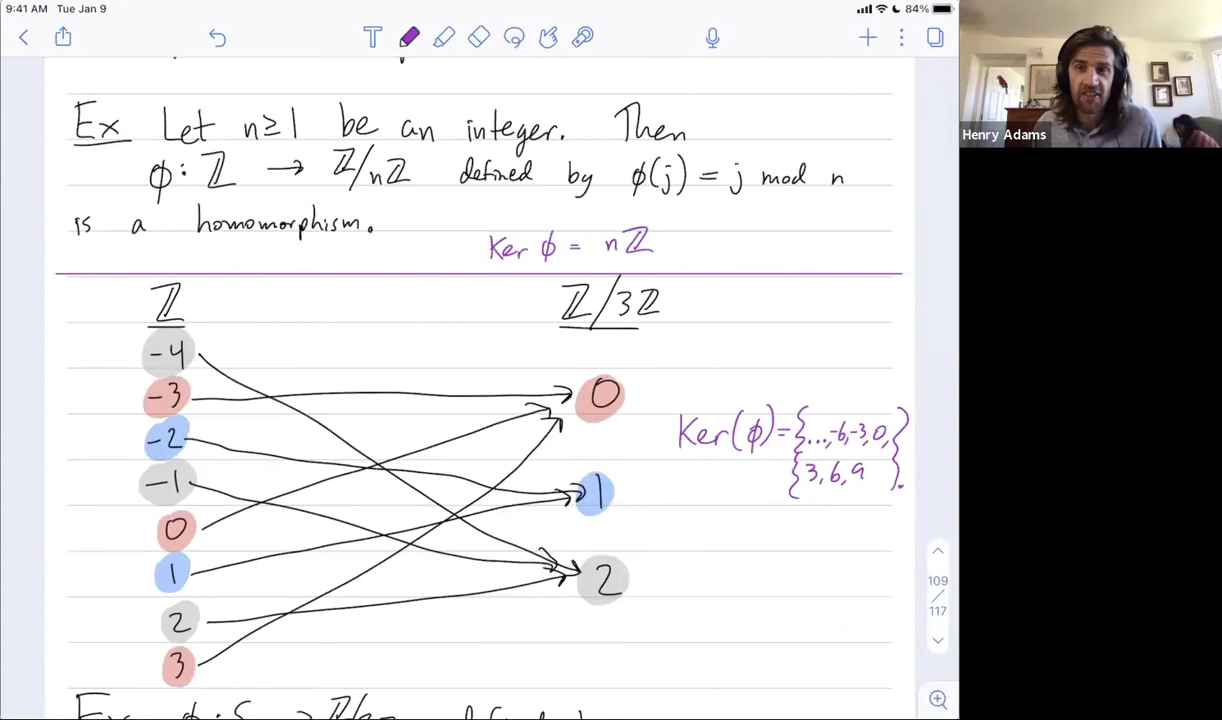 9:41 AM Tue Jan 9
84%
Ex Let n≥1 be an integer. Then
ϕ: ℤ → ℤ/nℤ defined by ϕ(j) = j mod n
is a homomorphism.
Ker ϕ = nℤ
ℤ ℤ/3ℤ
-4
-3
-2
-1
0
1
2
3
0
1
2
Ker(ϕ)={...,-6,-3,0,
3,6,9 }.
109
/
117
Henry Adams